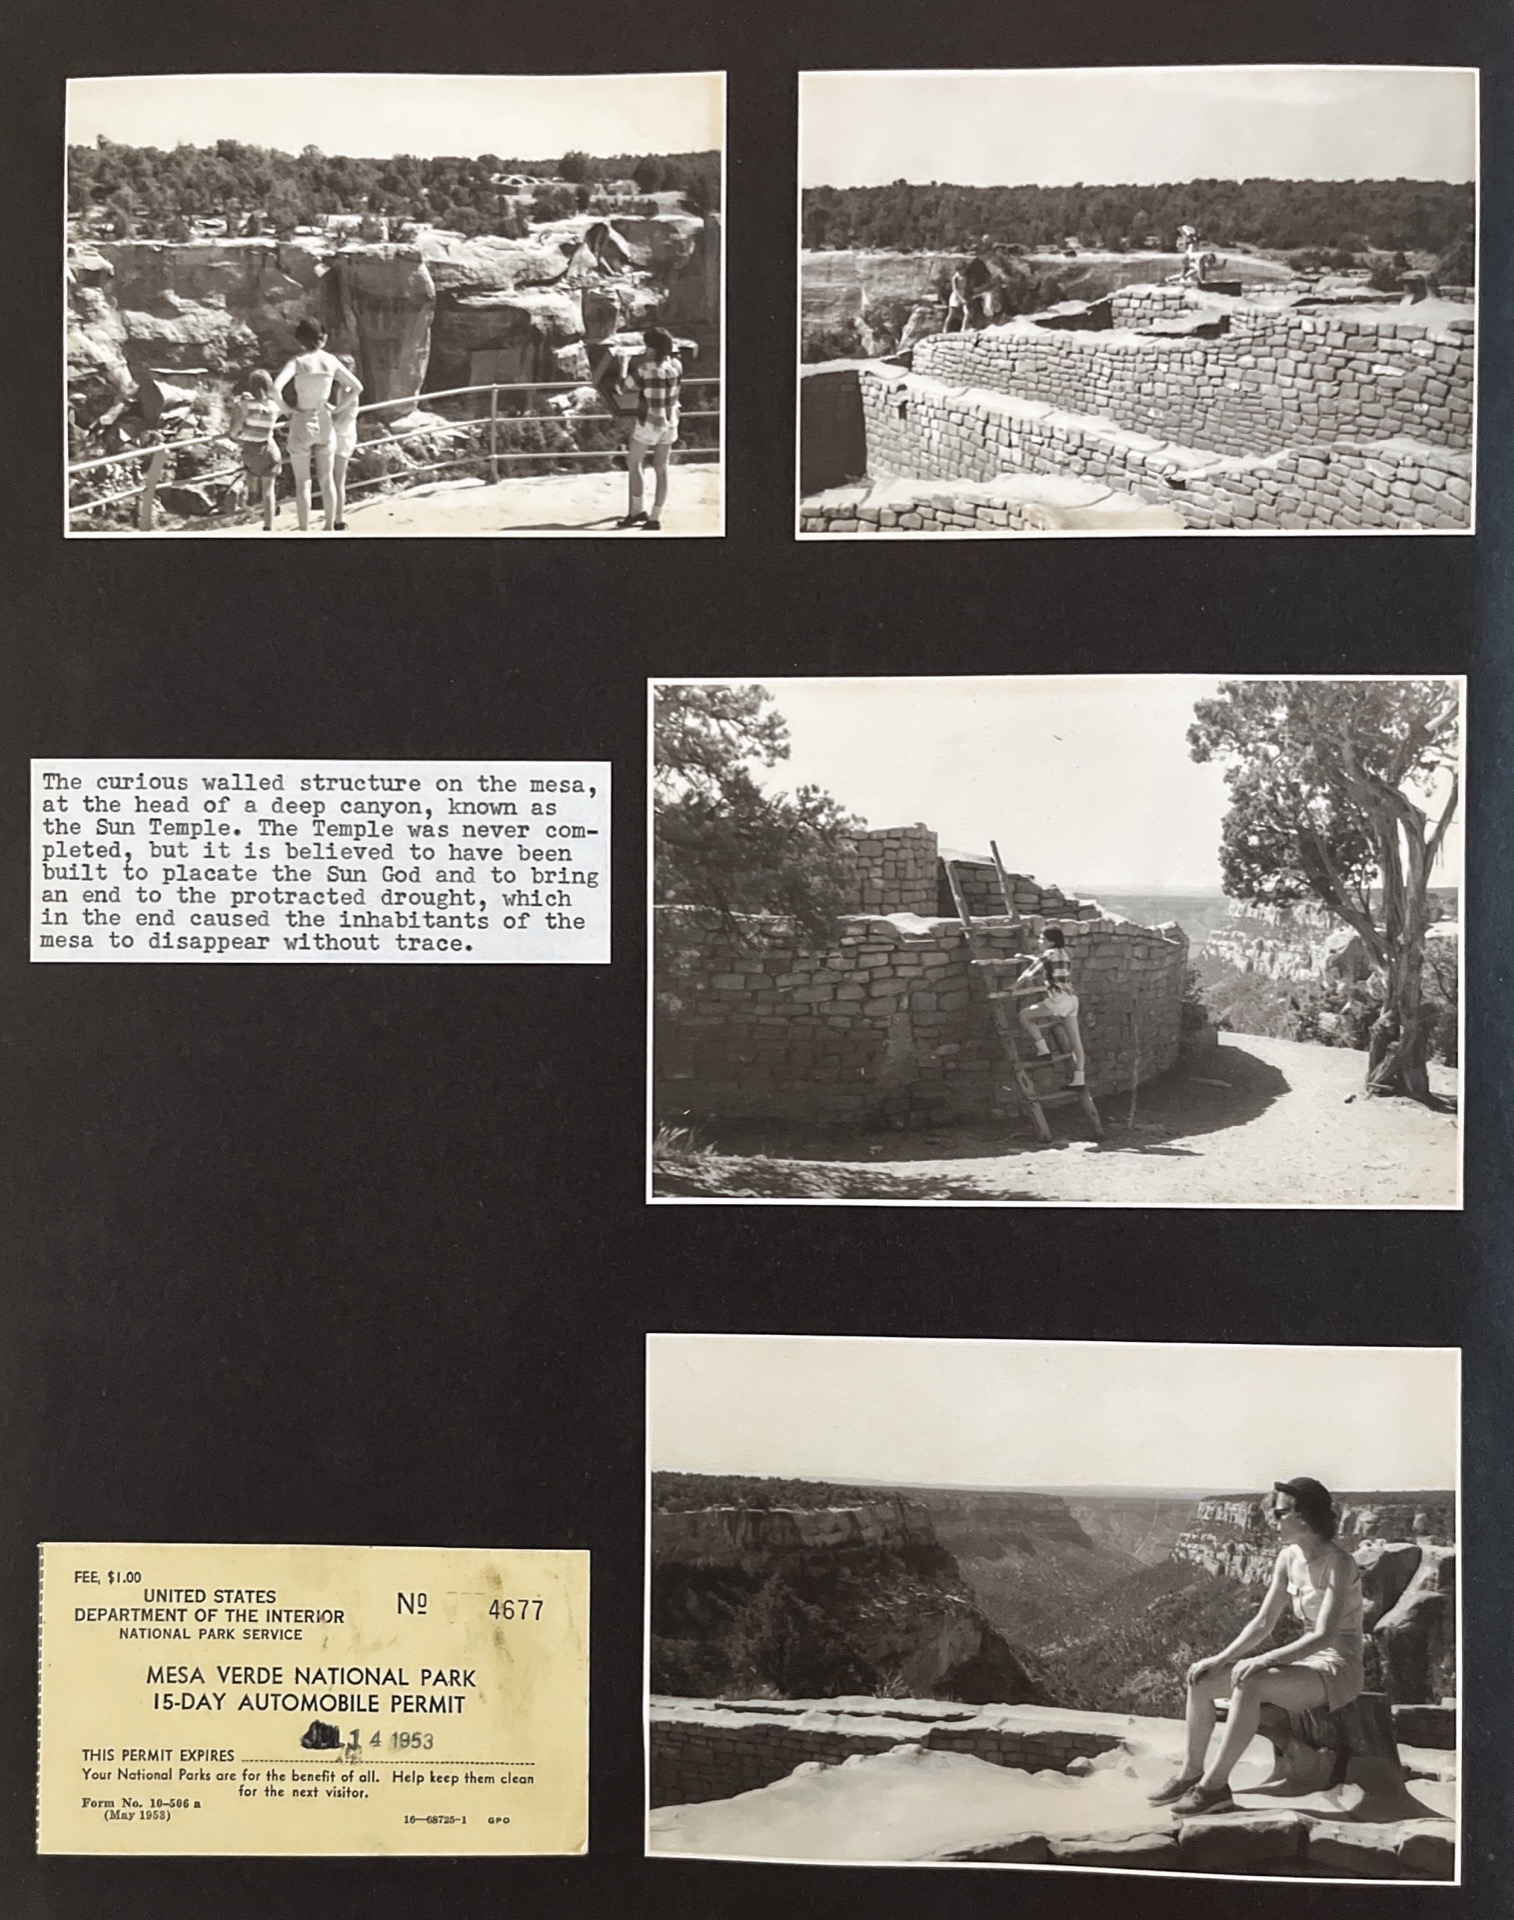 The curious walled structure on the mesa,
at the head of a deep canyon, known as
the Sun Temple. The Temple was never com-
pleted, but it is believed to have been
built to placate the Sun God and to bring
an end to the protracted drought, which
in the end caused the inhabitants of the
mesa to disappear without trace.
FEE, $1.00
UNITED STATES
DEPARTMENT OF THE INTERIOR
NATIONAL PARK SERVICE
Nº 4677
MESA VERDE NATIONAL PARK
15-DAY AUTOMOBILE PERMIT
14 1953
THIS PERMIT EXPIRES
Your National Parks are for the benefit of all. Help keep them clean
for the next visitor.
Form No. 10-506 a
(May 1953)
16—68725-1 GPO